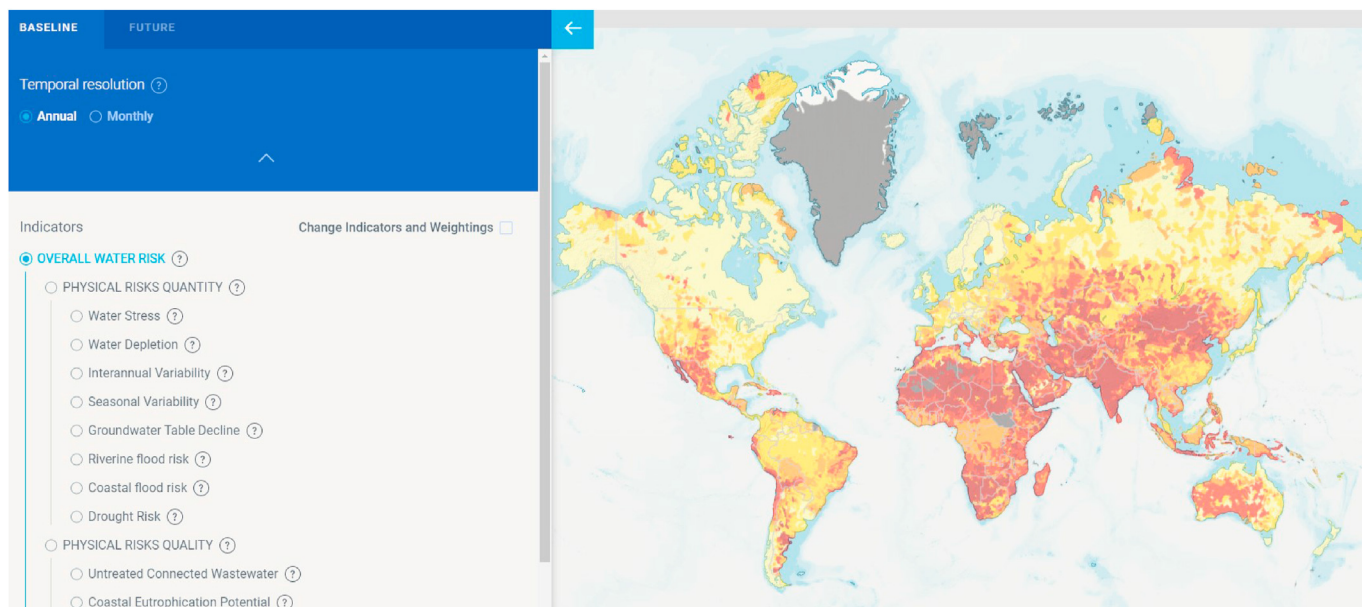 BASELINE FUTURE
Temporal resolution ?
Annual Monthly
Indicators Change Indicators and Weightings
OVERALL WATER RISK ?
PHYSICAL RISKS QUANTITY ?
Water Stress ?
Water Depletion ?
Interannual Variability ?
Seasonal Variability ?
Groundwater Table Decline ?
Riverine flood risk ?
Coastal flood risk ?
Drought Risk ?
PHYSICAL RISKS QUALITY ?
Untreated Connected Wastewater ?
Coastal Eutrophication Potential ?